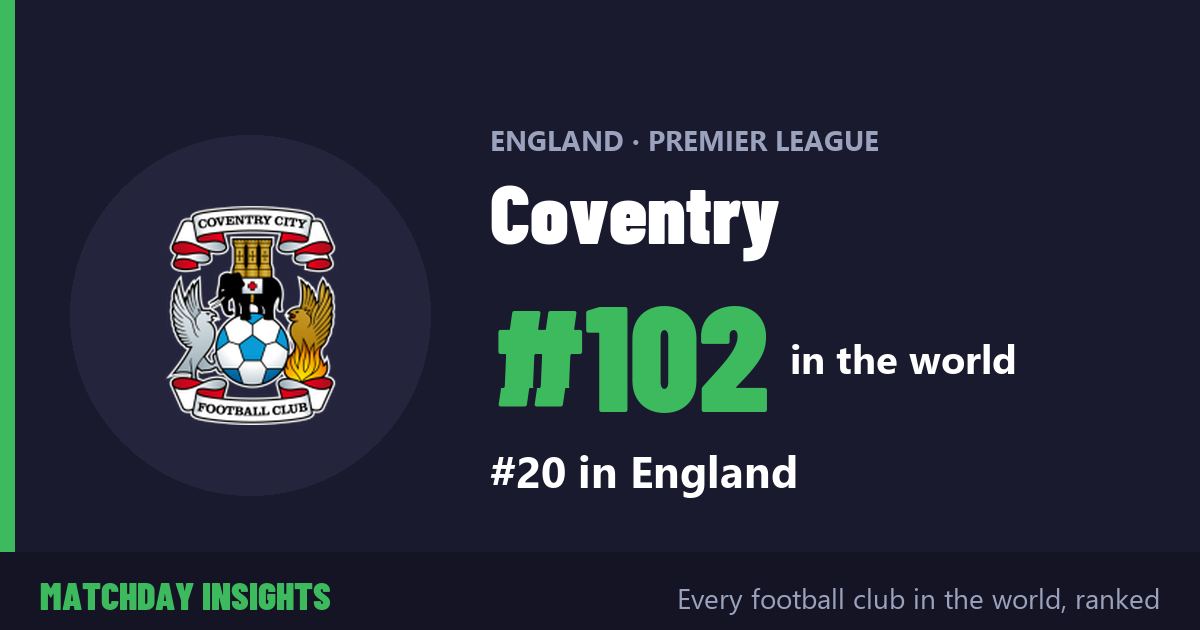 ENGLAND · PREMIER LEAGUE
Coventry
#102 in the world
#20 in England
COVENTRY CITY
FOOTBALL CLUB
MATCHDAY INSIGHTS
Every football club in the world, ranked